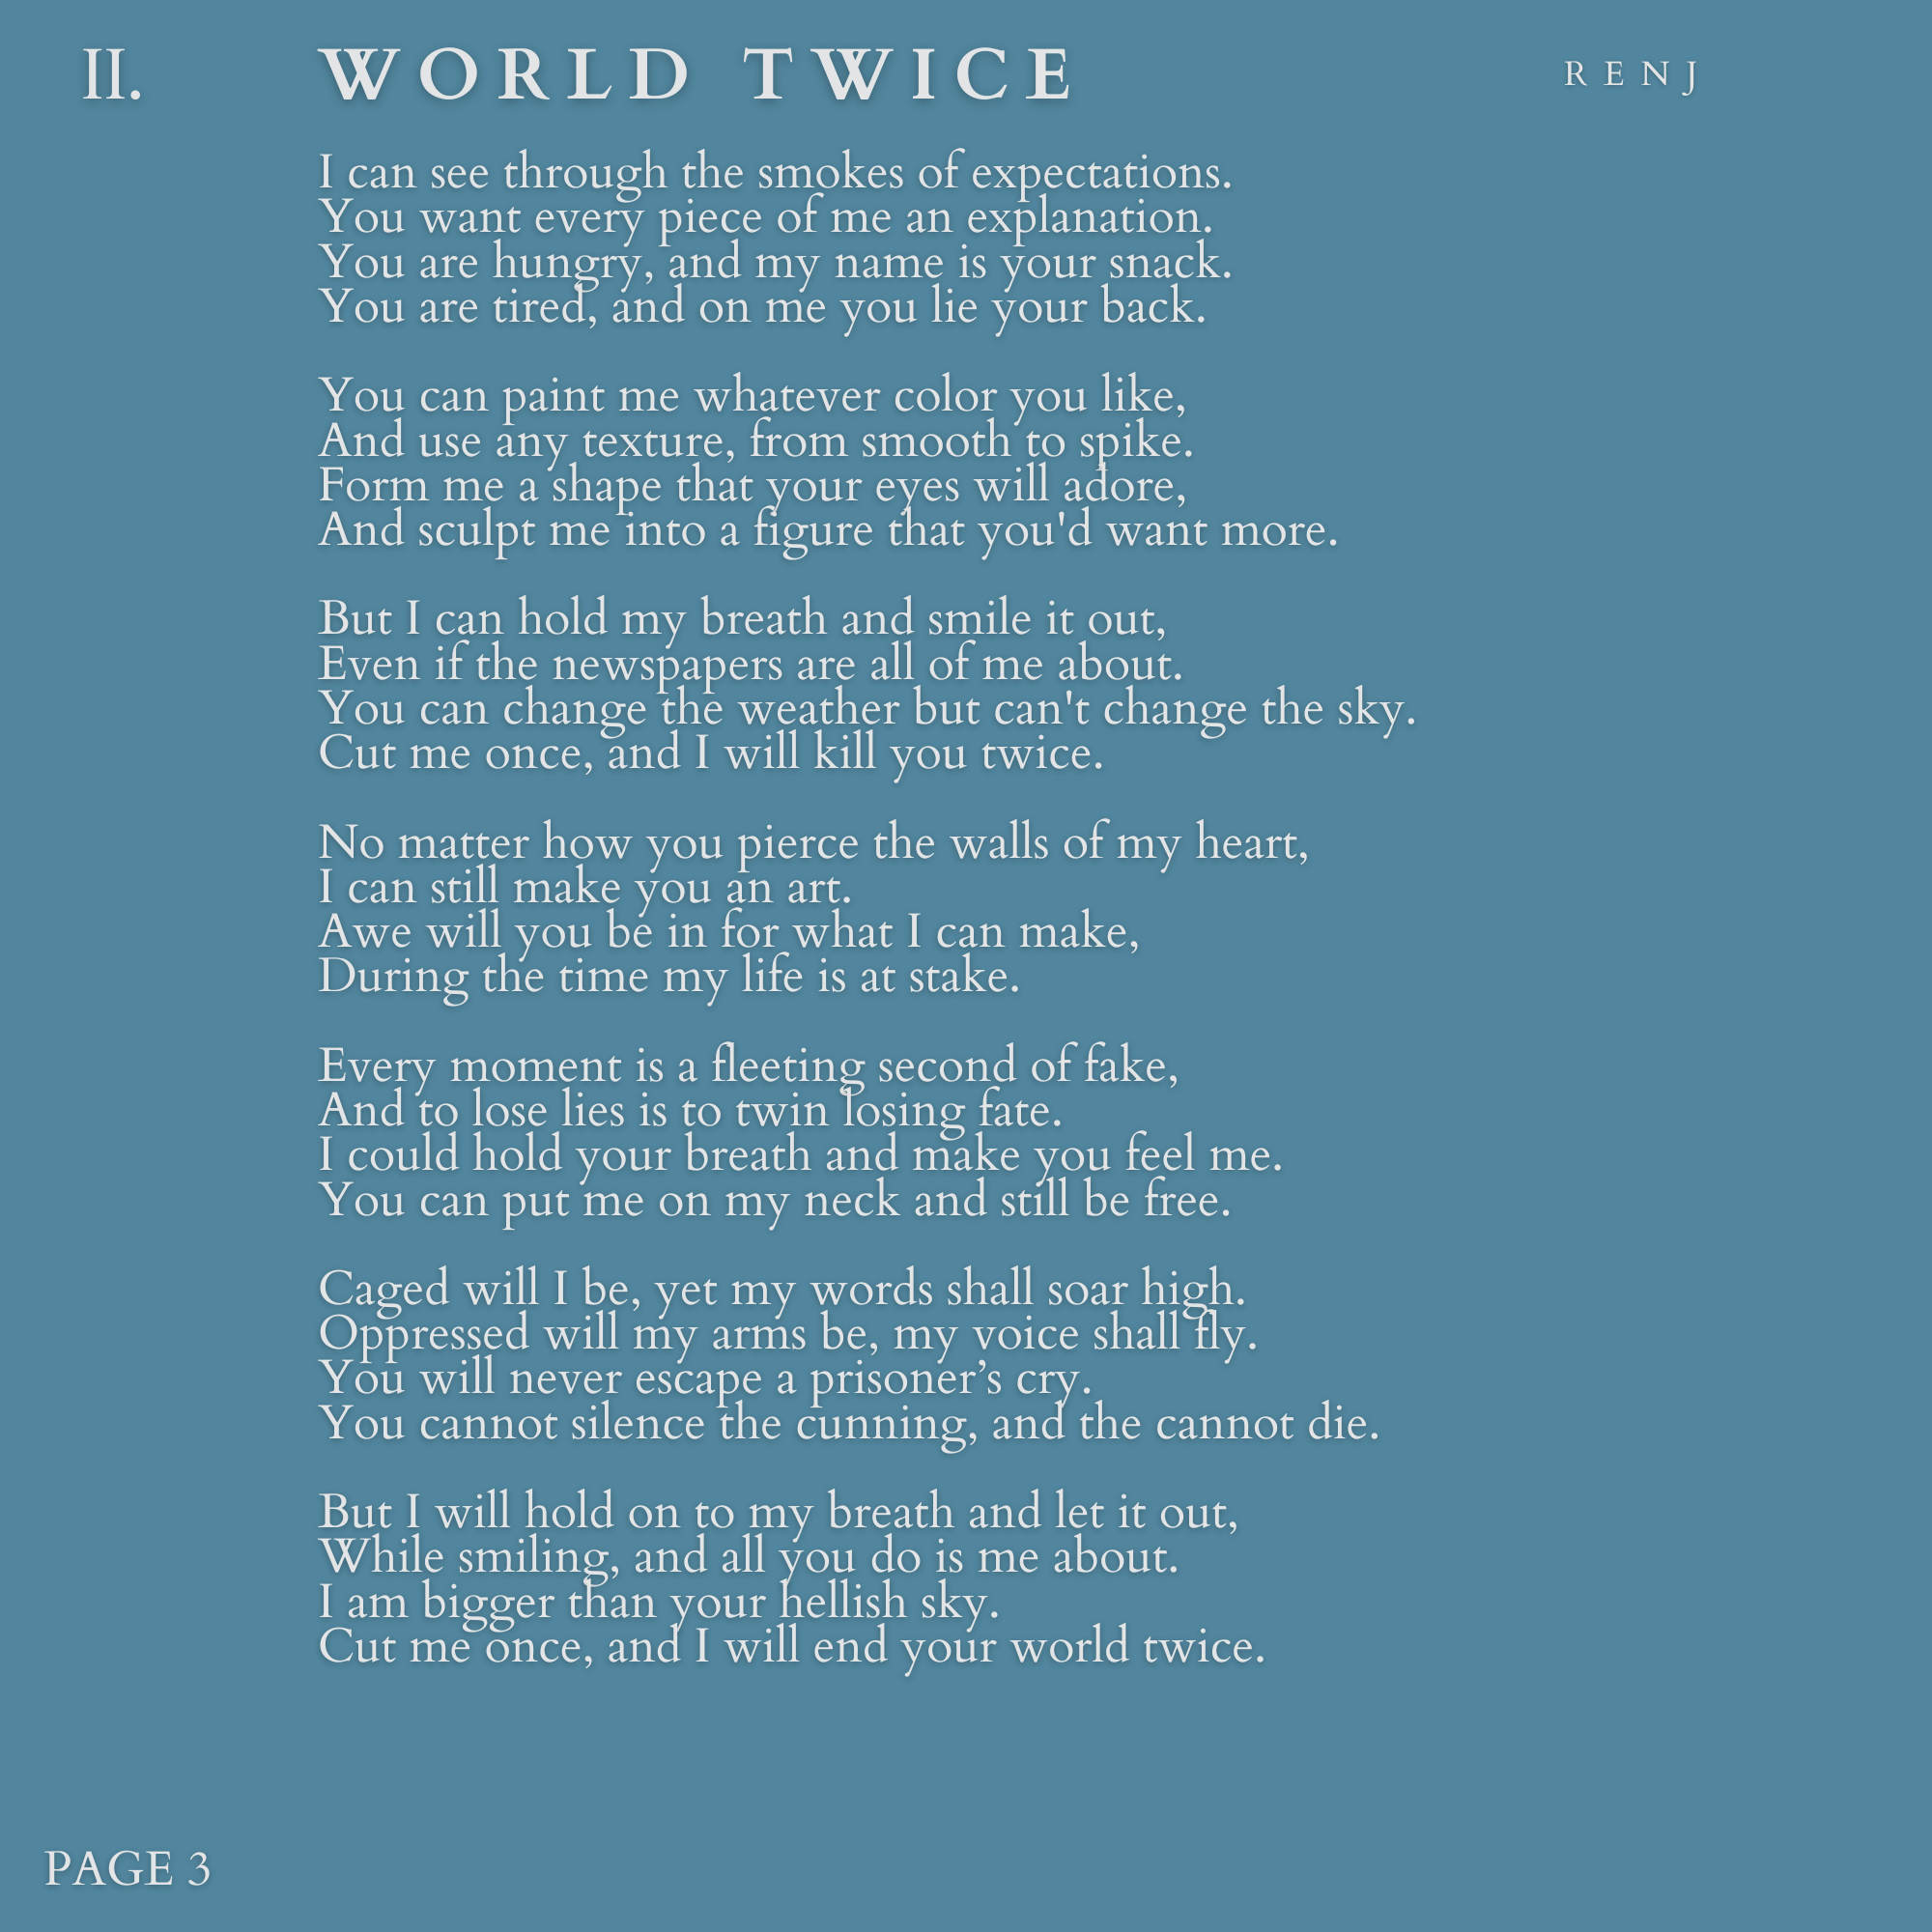 II. WORLD TWICE RENJ
I can see through the smokes of expectations.
You want every piece of me an explanation.
You are hungry, and my name is your snack.
You are tired, and on me you lie your back.
You can paint me whatever color you like,
And use any texture, from smooth to spike.
Form me a shape that your eyes will adore,
And sculpt me into a figure that you'd want more.
But I can hold my breath and smile it out,
Even if the newspapers are all of me about.
You can change the weather but can't change the sky.
Cut me once, and I will kill you twice.
No matter how you pierce the walls of my heart,
I can still make you an art.
Awe will you be in for what I can make,
During the time my life is at stake.
Every moment is a fleeting second of fake,
And to lose lies is to twin losing fate.
I could hold your breath and make you feel me.
You can put me on my neck and still be free.
Caged will I be, yet my words shall soar high.
Oppressed will my arms be, my voice shall fly.
You will never escape a prisoner’s cry.
You cannot silence the cunning, and the cannot die.
But I will hold on to my breath and let it out,
While smiling, and all you do is me about.
I am bigger than your hellish sky.
Cut me once, and I will end your world twice.
PAGE 3